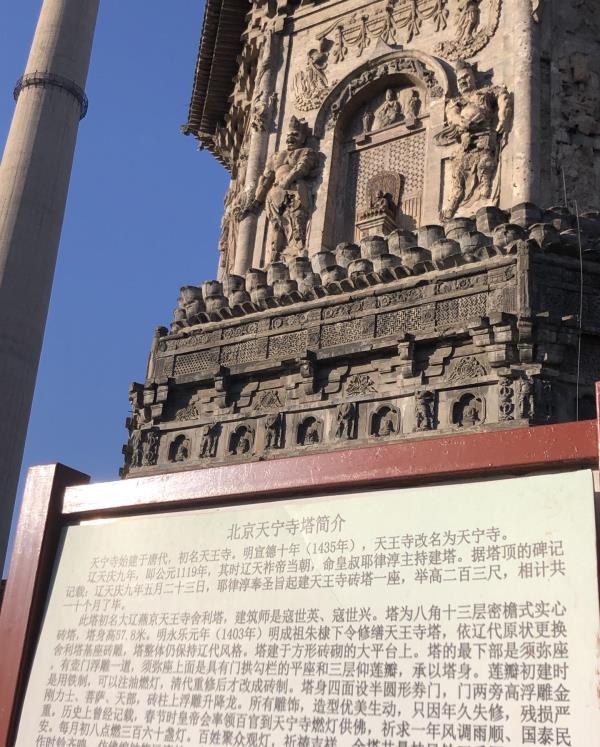 北京天宁寺塔简介
天宁寺始建于唐代，初名天王寺，明宣德十年（1435年），天王寺改名为天宁寺。
辽天庆九年，即公元1119年，其时辽天祚帝当朝，命皇叔耶律淳主持建塔。据塔顶的碑记
记载，辽天庆九年五月二十三日，耶律淳奉圣旨起建天王寺砖塔一座，举高二百三尺，相计共
一十个月了毕。
此塔初名大辽燕京天王寺舍利塔，建筑师是寇世英、寇世兴。塔为八角十三层密檐式实心
砖塔，塔身高57.8米。明永乐元年（1403年）明成祖朱棣下令修缮天王寺塔，依辽代原状更换
舍利塔基座砖雕，塔整体仍保持辽代风格。塔建于方形砖砌的大平台上。塔的最下部是须弥座
，有壶门浮雕一道，须弥座上面是具有门拱勾栏的平座和三层仰莲瓣，承以塔身。莲瓣初建时
是用铁制，可以注油燃灯，清代重修后才改成砖制。塔身四面设半圆形券门，门两旁高浮雕金
刚力士、菩萨、天部，砖柱上浮雕升降龙。所有雕饰，造型优美生动，只因年久失修，残损严
重，历史上曾经记载，春节时皇帝会率领百官到天宁寺燃灯供佛，祈求一年风调雨顺、国泰民
安。每月初八点燃三百六十盏灯。百姓聚众观灯，祈祷吉祥。